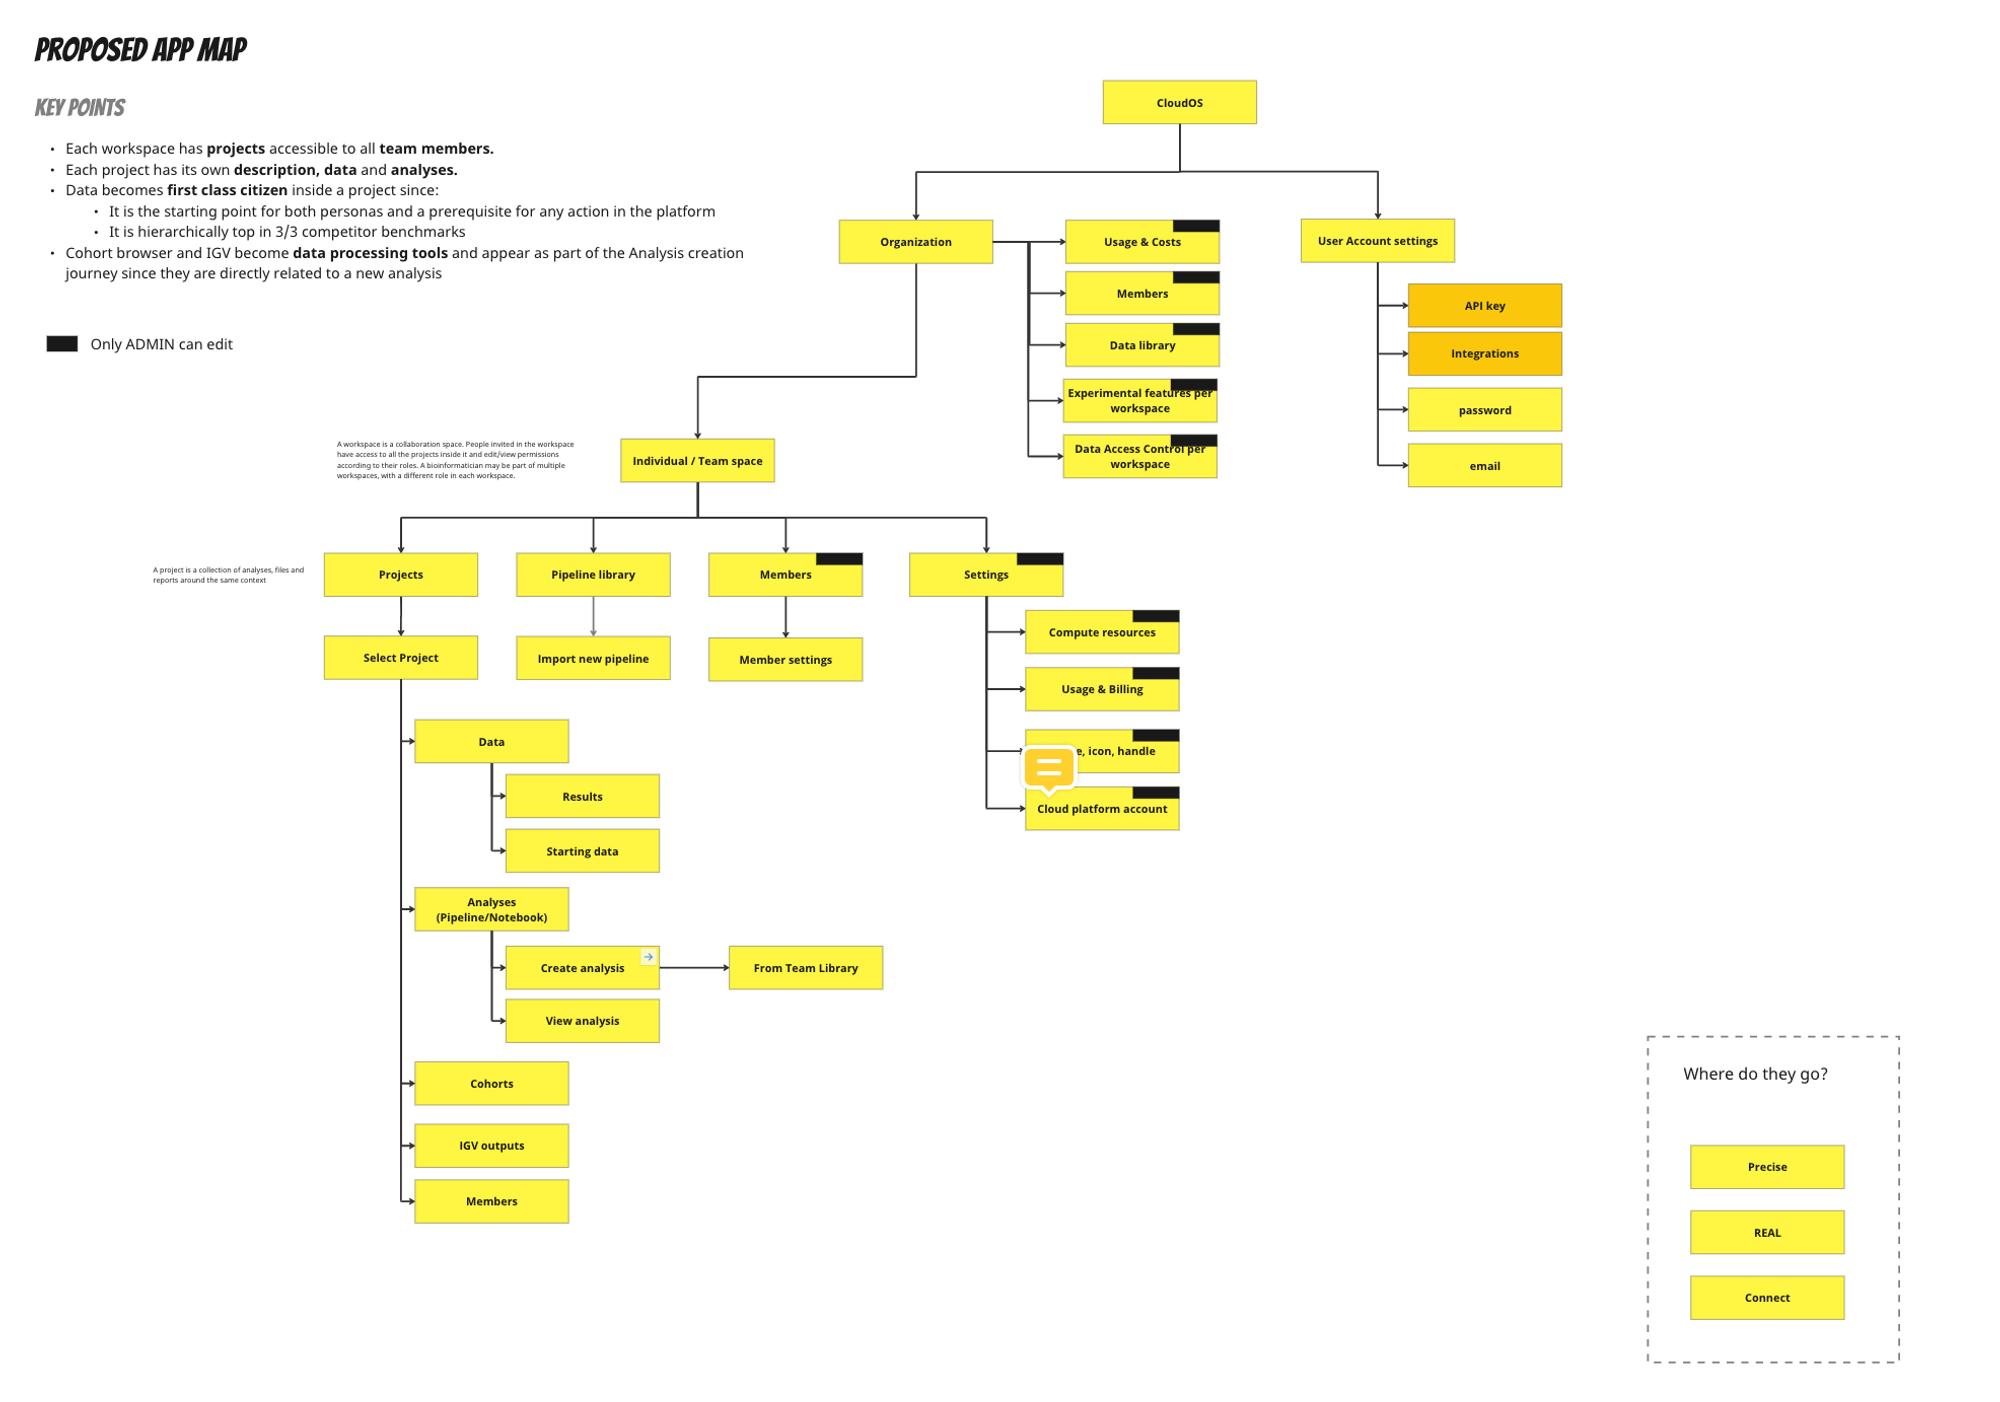 PROPOSED APP MAP
KEY POINTS
• Each workspace has projects accessible to all team members.
• Each project has its own description, data and analyses.
• Data becomes first class citizen inside a project since:
• It is the starting point for both personas and a prerequisite for any action in the platform
• It is hierarchically top in 3/3 competitor benchmarks
• Cohort browser and IGV become data processing tools and appear as part of the Analysis creation
journey since they are directly related to a new analysis
Only ADMIN can edit
CloudOS
Organization
Usage & Costs
Members
Data library
Experimental features per
workspace
Data Access Control per
workspace
User Account settings
API key
Integrations
password
email
A workspace is a collaboration space. People invited in the workspace
have access to all the projects inside it and edit/view permissions
according to their roles. A bioinformatician may be part of multiple
workspaces, with a different role in each workspace.
Individual / Team space
A project is a collection of analyses, files and
reports around the same context
Projects
Pipeline library
Members
Settings
Select Project
Import new pipeline
Member settings
Compute resources
Usage & Billing
icon, handle
Cloud platform account
Data
Results
Starting data
Analyses
(Pipeline/Notebook)
Create analysis
From Team Library
View analysis
Cohorts
IGV outputs
Members
Where do they go?
Precise
REAL
Connect